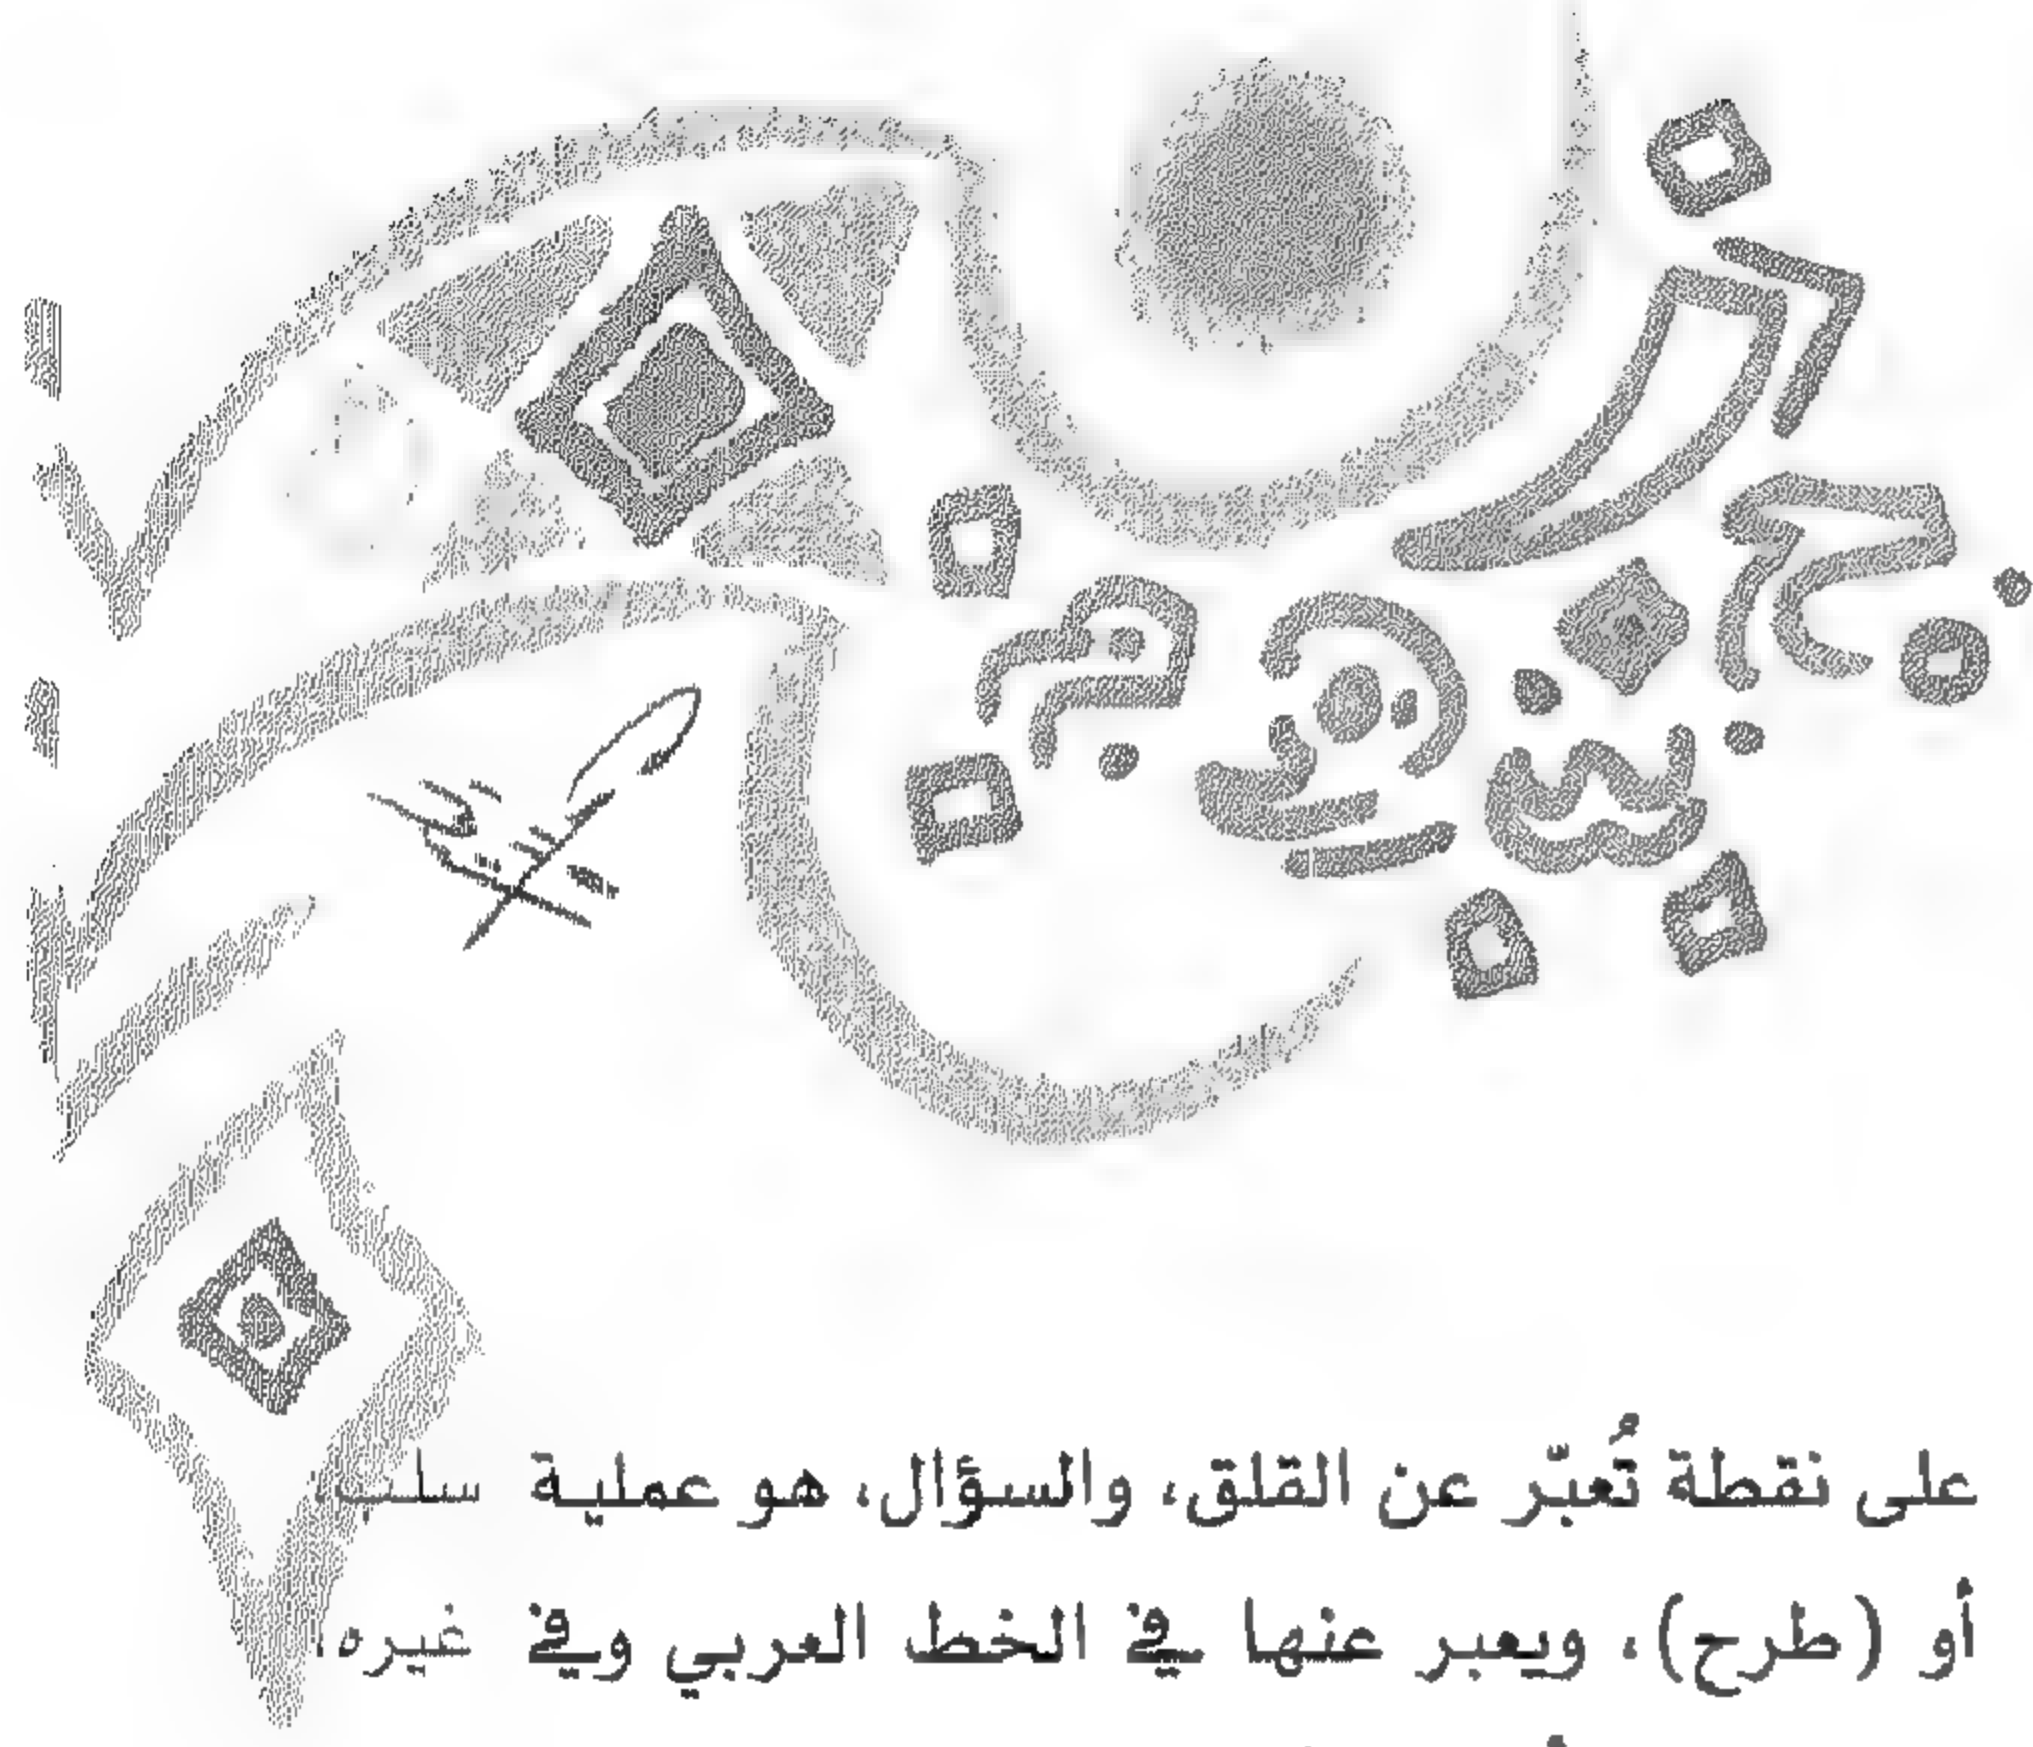 على نقطة تُعبّر عن القلق، والسؤال، هو عملية سلب،
أو (طرح)، ويعبر عنها في الخط العربي وفي غيره،